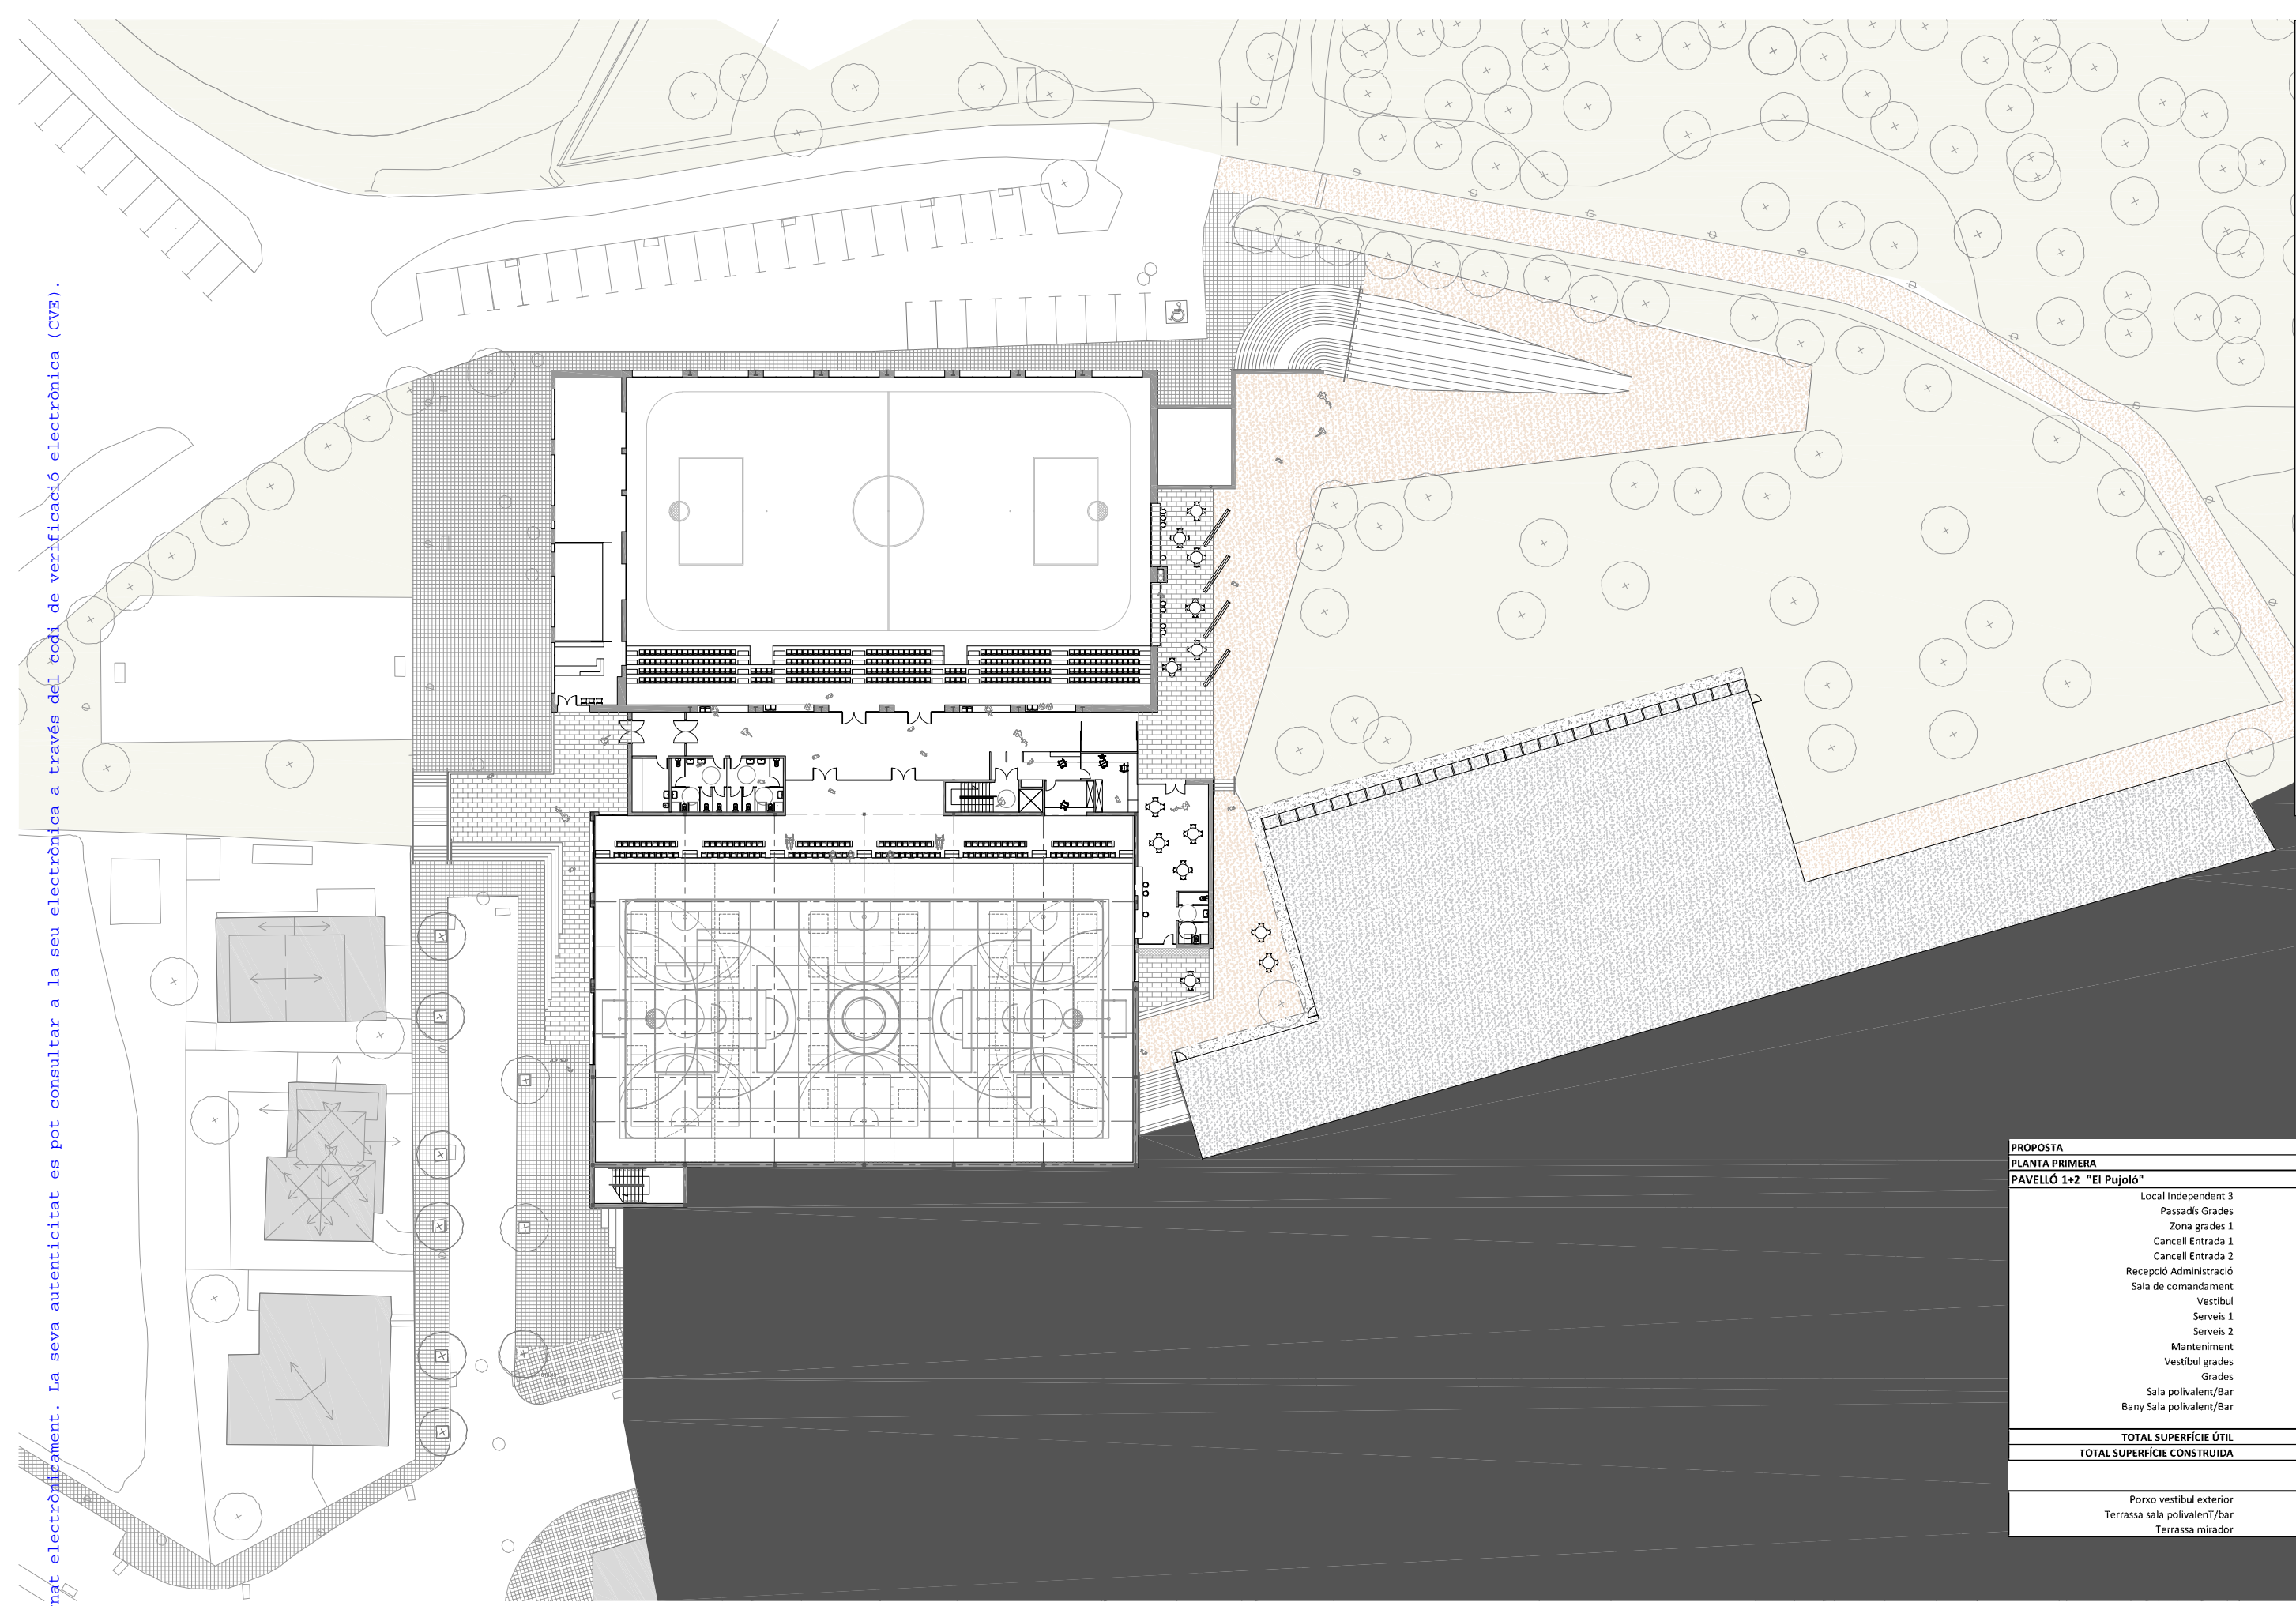 rnat electrònicament. La seva autenticitat es pot consultar a la seu electrònica a través del codi de verificació electrònica (CVE).
PROPOSTA
PLANTA PRIMERA
PAVELLÓ 1+2 "El Pujoló"
Local Independent 3
Passadís Grades
Zona grades 1
Cancell Entrada 1
Cancell Entrada 2
Recepció Administració
Sala de comandament
Vestibul
Serveis 1
Serveis 2
Manteniment
Vestíbul grades
Grades
Sala polivalent/Bar
Bany Sala polivalent/Bar
TOTAL SUPERFÍCIE ÚTIL
TOTAL SUPERFÍCIE CONSTRUIDA
Porxo vestibul exterior
Terrassa sala polivalenT/bar
Terrassa mirador